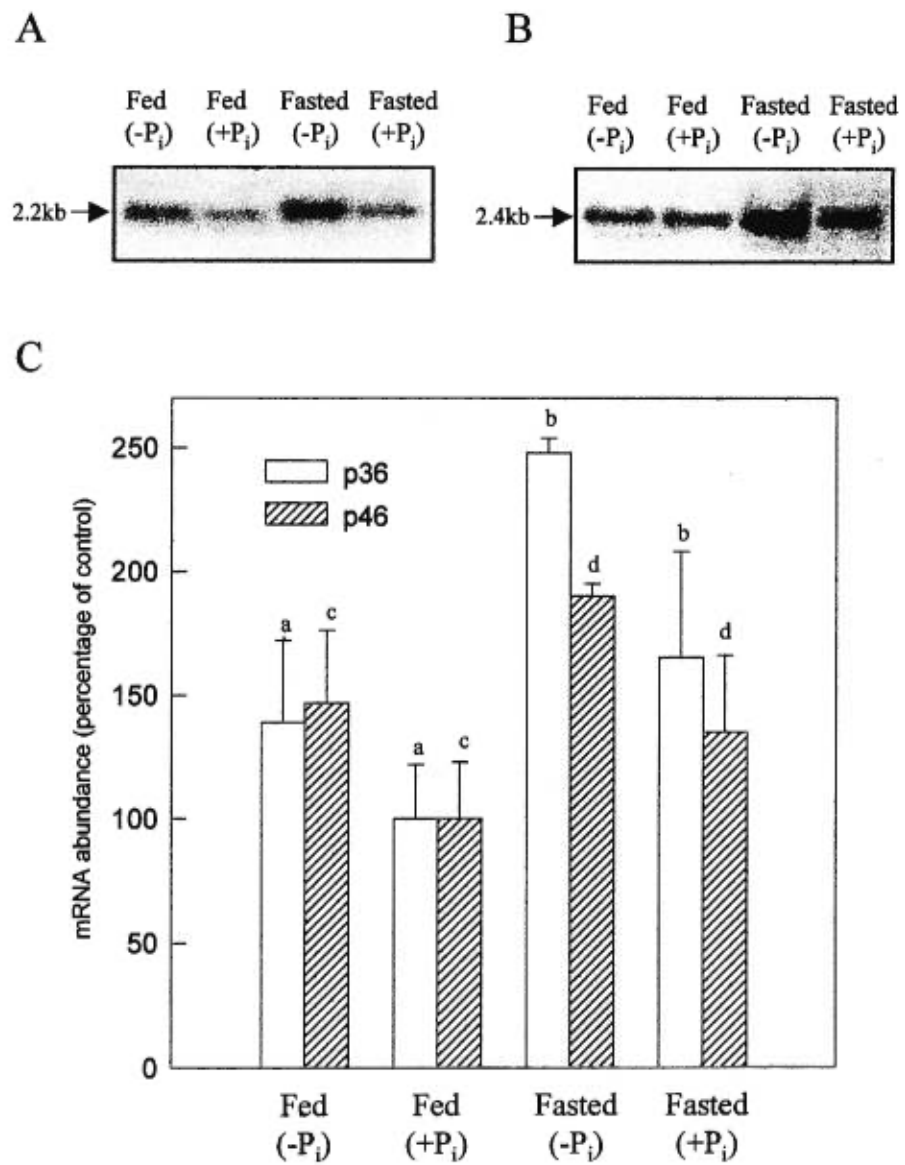 A
B
Fed Fed Fasted Fasted
(-Pi) (+Pi) (-Pi) (+Pi)
2.2kb
Fed Fed Fasted Fasted
(-Pi) (+Pi) (-Pi) (+Pi)
2.4kb
C
mRNA abundance (percentage of control)
250
200
150
100
50
0
p36
p46
a
c
a
c
b
d
b
d
Fed Fed Fasted Fasted
(-Pi) (+Pi) (-Pi) (+Pi)